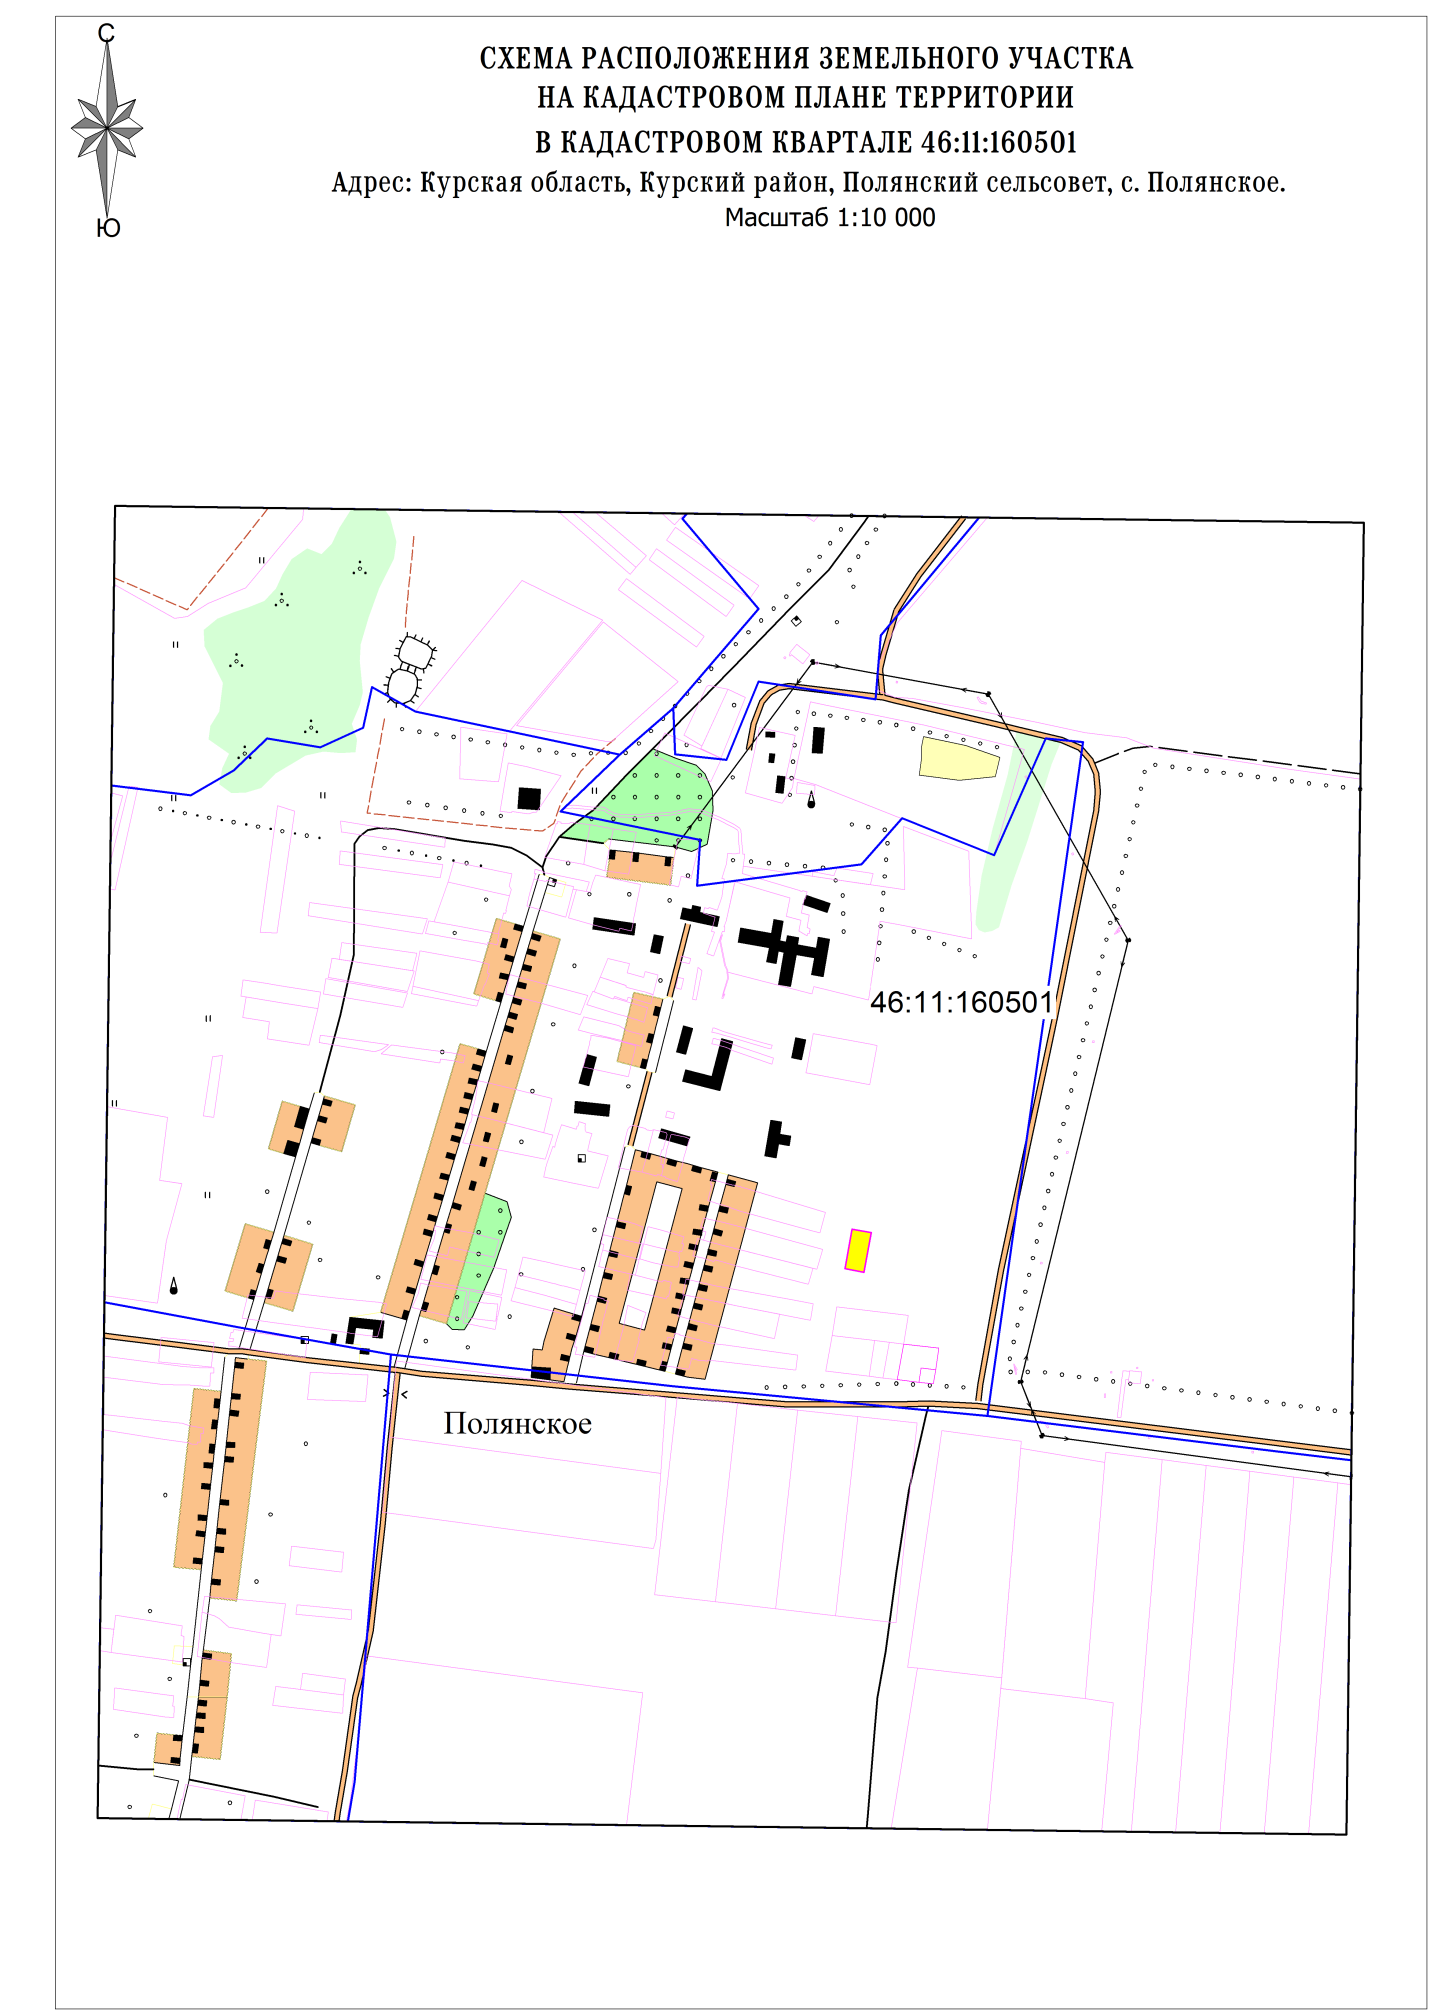 С
СХЕМА РАСПОЛОЖЕНИЯ ЗЕМЕЛЬНОГО УЧАСТКА
НА КАДАСТРОВОМ ПЛАНЕ ТЕРРИТОРИИ
В КАДАСТРОВОМ КВАРТАЛЕ 46:11:160501
Адрес: Курская область, Курский район, Полянский сельсовет, с. Полянское.
Масштаб 1:10 000
Ю
46:11:160501
Полянское